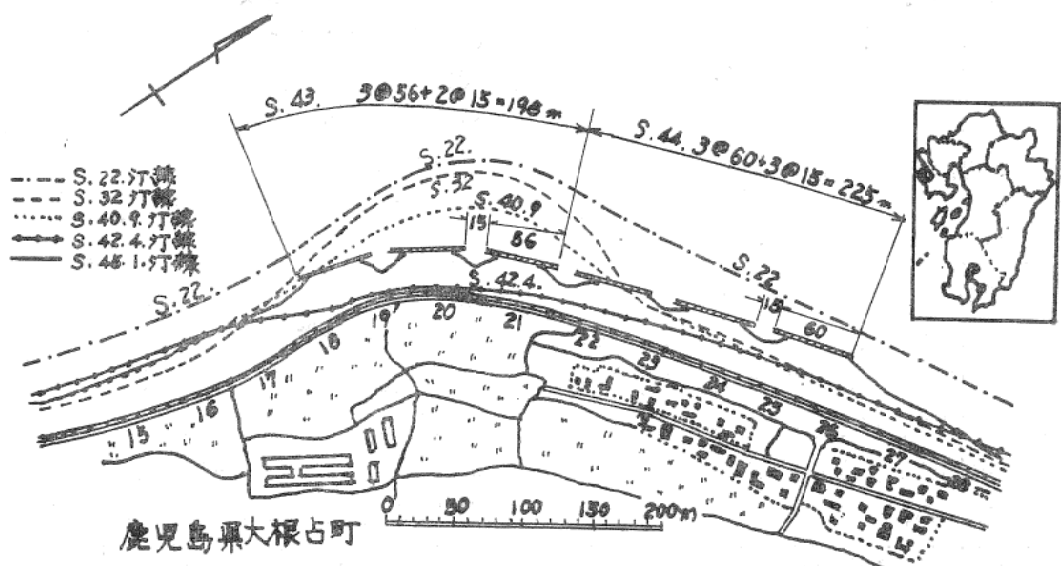 S. 43.
3@56+2@15=198m
S. 44. 3@60+3@15=225m
S. 22. 汀線
S. 32 汀線
S. 40.9. 汀線
S. 42.4. 汀線
S. 45.1. 汀線
S. 22.
S. 32
S. 40.9
15
56
S. 22.
S. 42.4.
S. 22
15
60
15
16
17
18
19
20
21
22
23
24
25
26
27
28
0 50 100 150 200m
鹿児島県大根占町